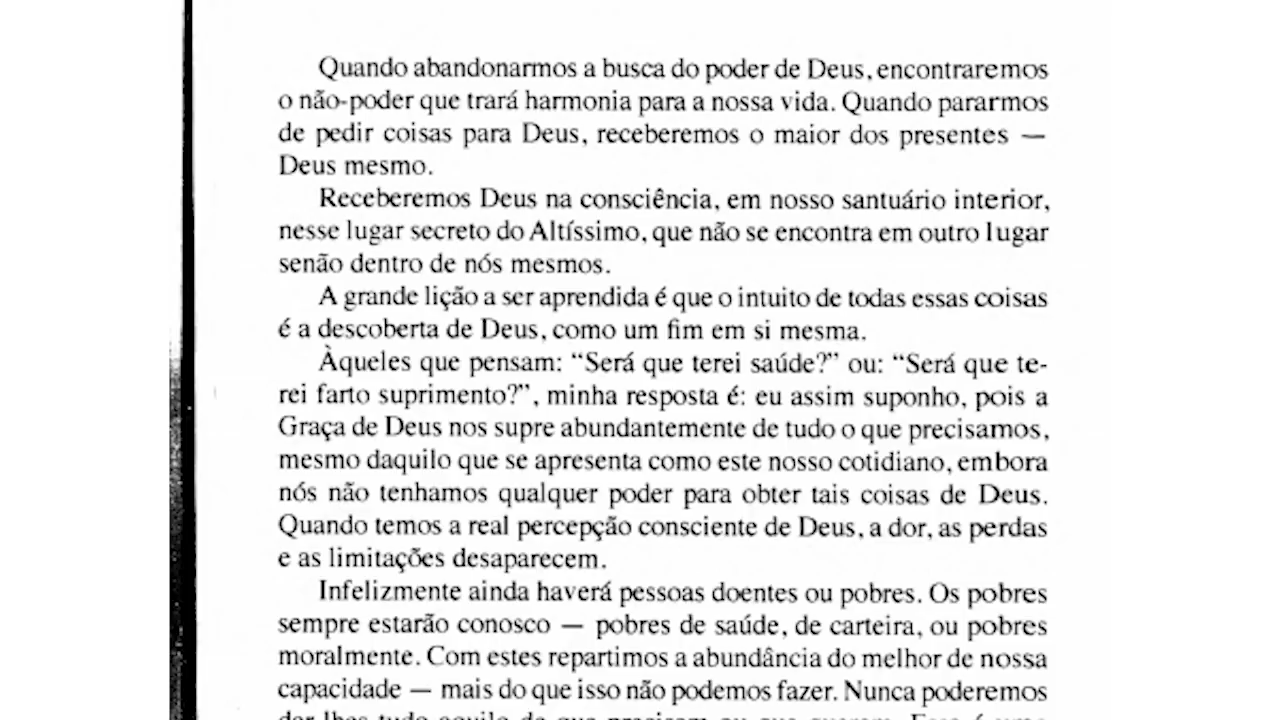 Quando abandonarmos a busca do poder de Deus, encontraremos
o não-poder que trará harmonia para a nossa vida. Quando pararmos
de pedir coisas para Deus, receberemos o maior dos presentes —
Deus mesmo.
Receberemos Deus na consciência, em nosso santuário interior,
nesse lugar secreto do Altíssimo, que não se encontra em outro lugar
senão dentro de nós mesmos.
A grande lição a ser aprendida é que o intuito de todas essas coisas
é a descoberta de Deus, como um fim em si mesma.
Àqueles que pensam: “Será que terei saúde?” ou: “Será que te-
rei farto suprimento?”, minha resposta é: eu assim suponho, pois a
Graça de Deus nos supre abundantemente de tudo o que precisamos,
mesmo daquilo que se apresenta como este nosso cotidiano, embora
nós não tenhamos qualquer poder para obter tais coisas de Deus.
Quando temos a real percepção consciente de Deus, a dor, as perdas
e as limitações desaparecem.
Infelizmente ainda haverá pessoas doentes ou pobres. Os pobres
sempre estarão conosco — pobres de saúde, de carteira, ou pobres
moralmente. Com estes repartimos a abundância do melhor de nossa
capacidade — mais do que isso não podemos fazer. Nunca poderemos